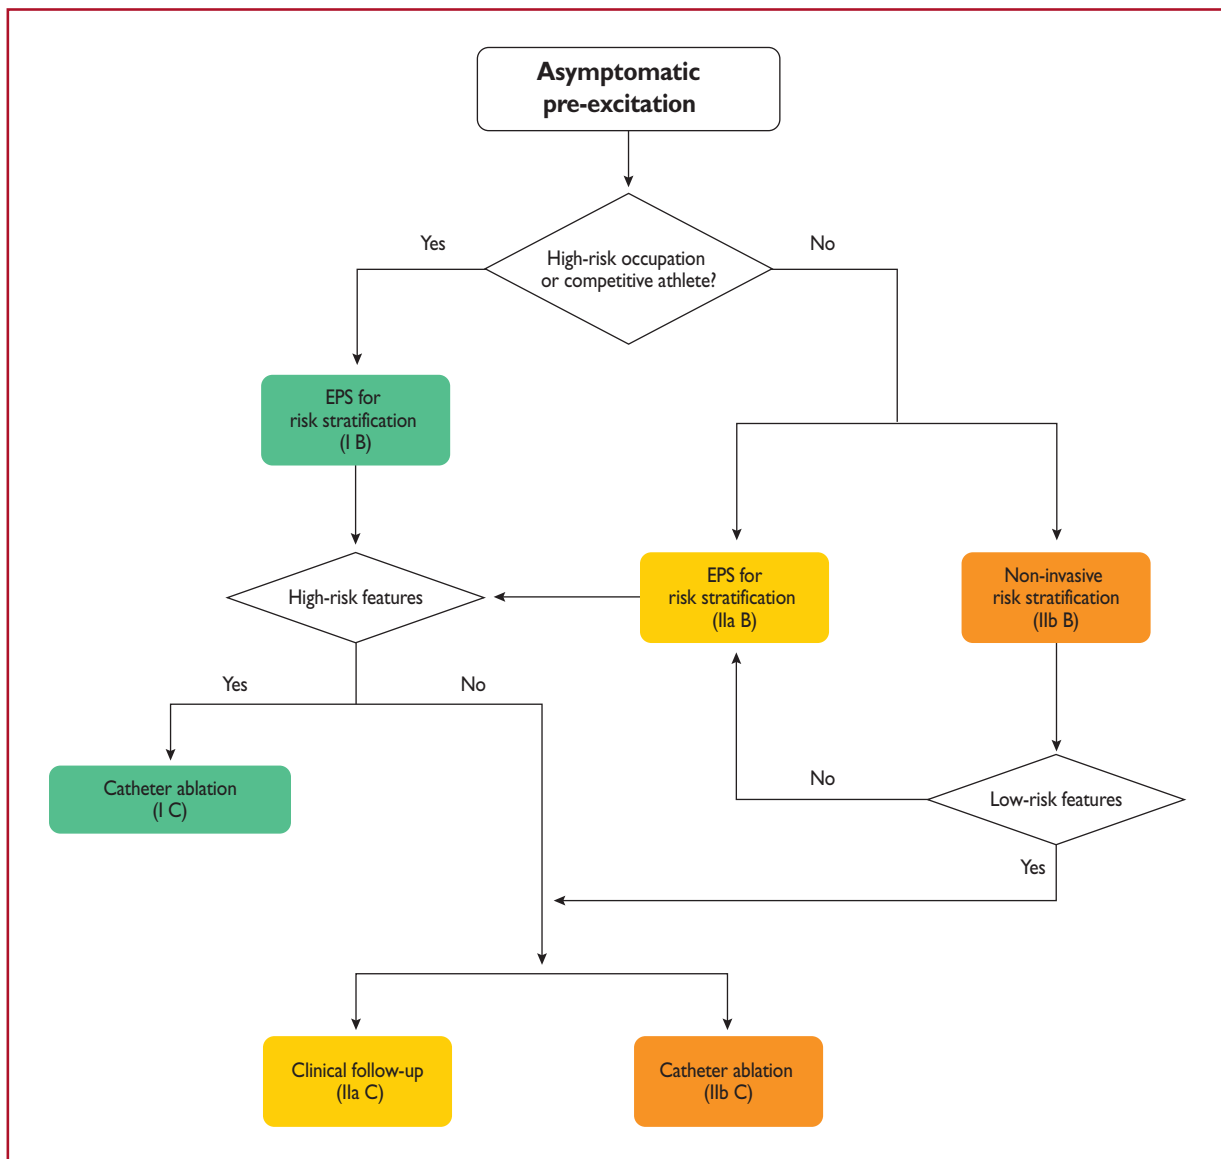 Asymptomatic
pre-excitation
Yes
No
High-risk occupation
or competitive athlete?
EPS for
risk stratification
(I B)
High-risk features
EPS for
risk stratification
(IIa B)
Non-invasive
risk stratification
(IIb B)
Yes
No
Catheter ablation
(I C)
No
Low-risk features
Yes
Clinical follow-up
(IIa C)
Catheter ablation
(IIb C)